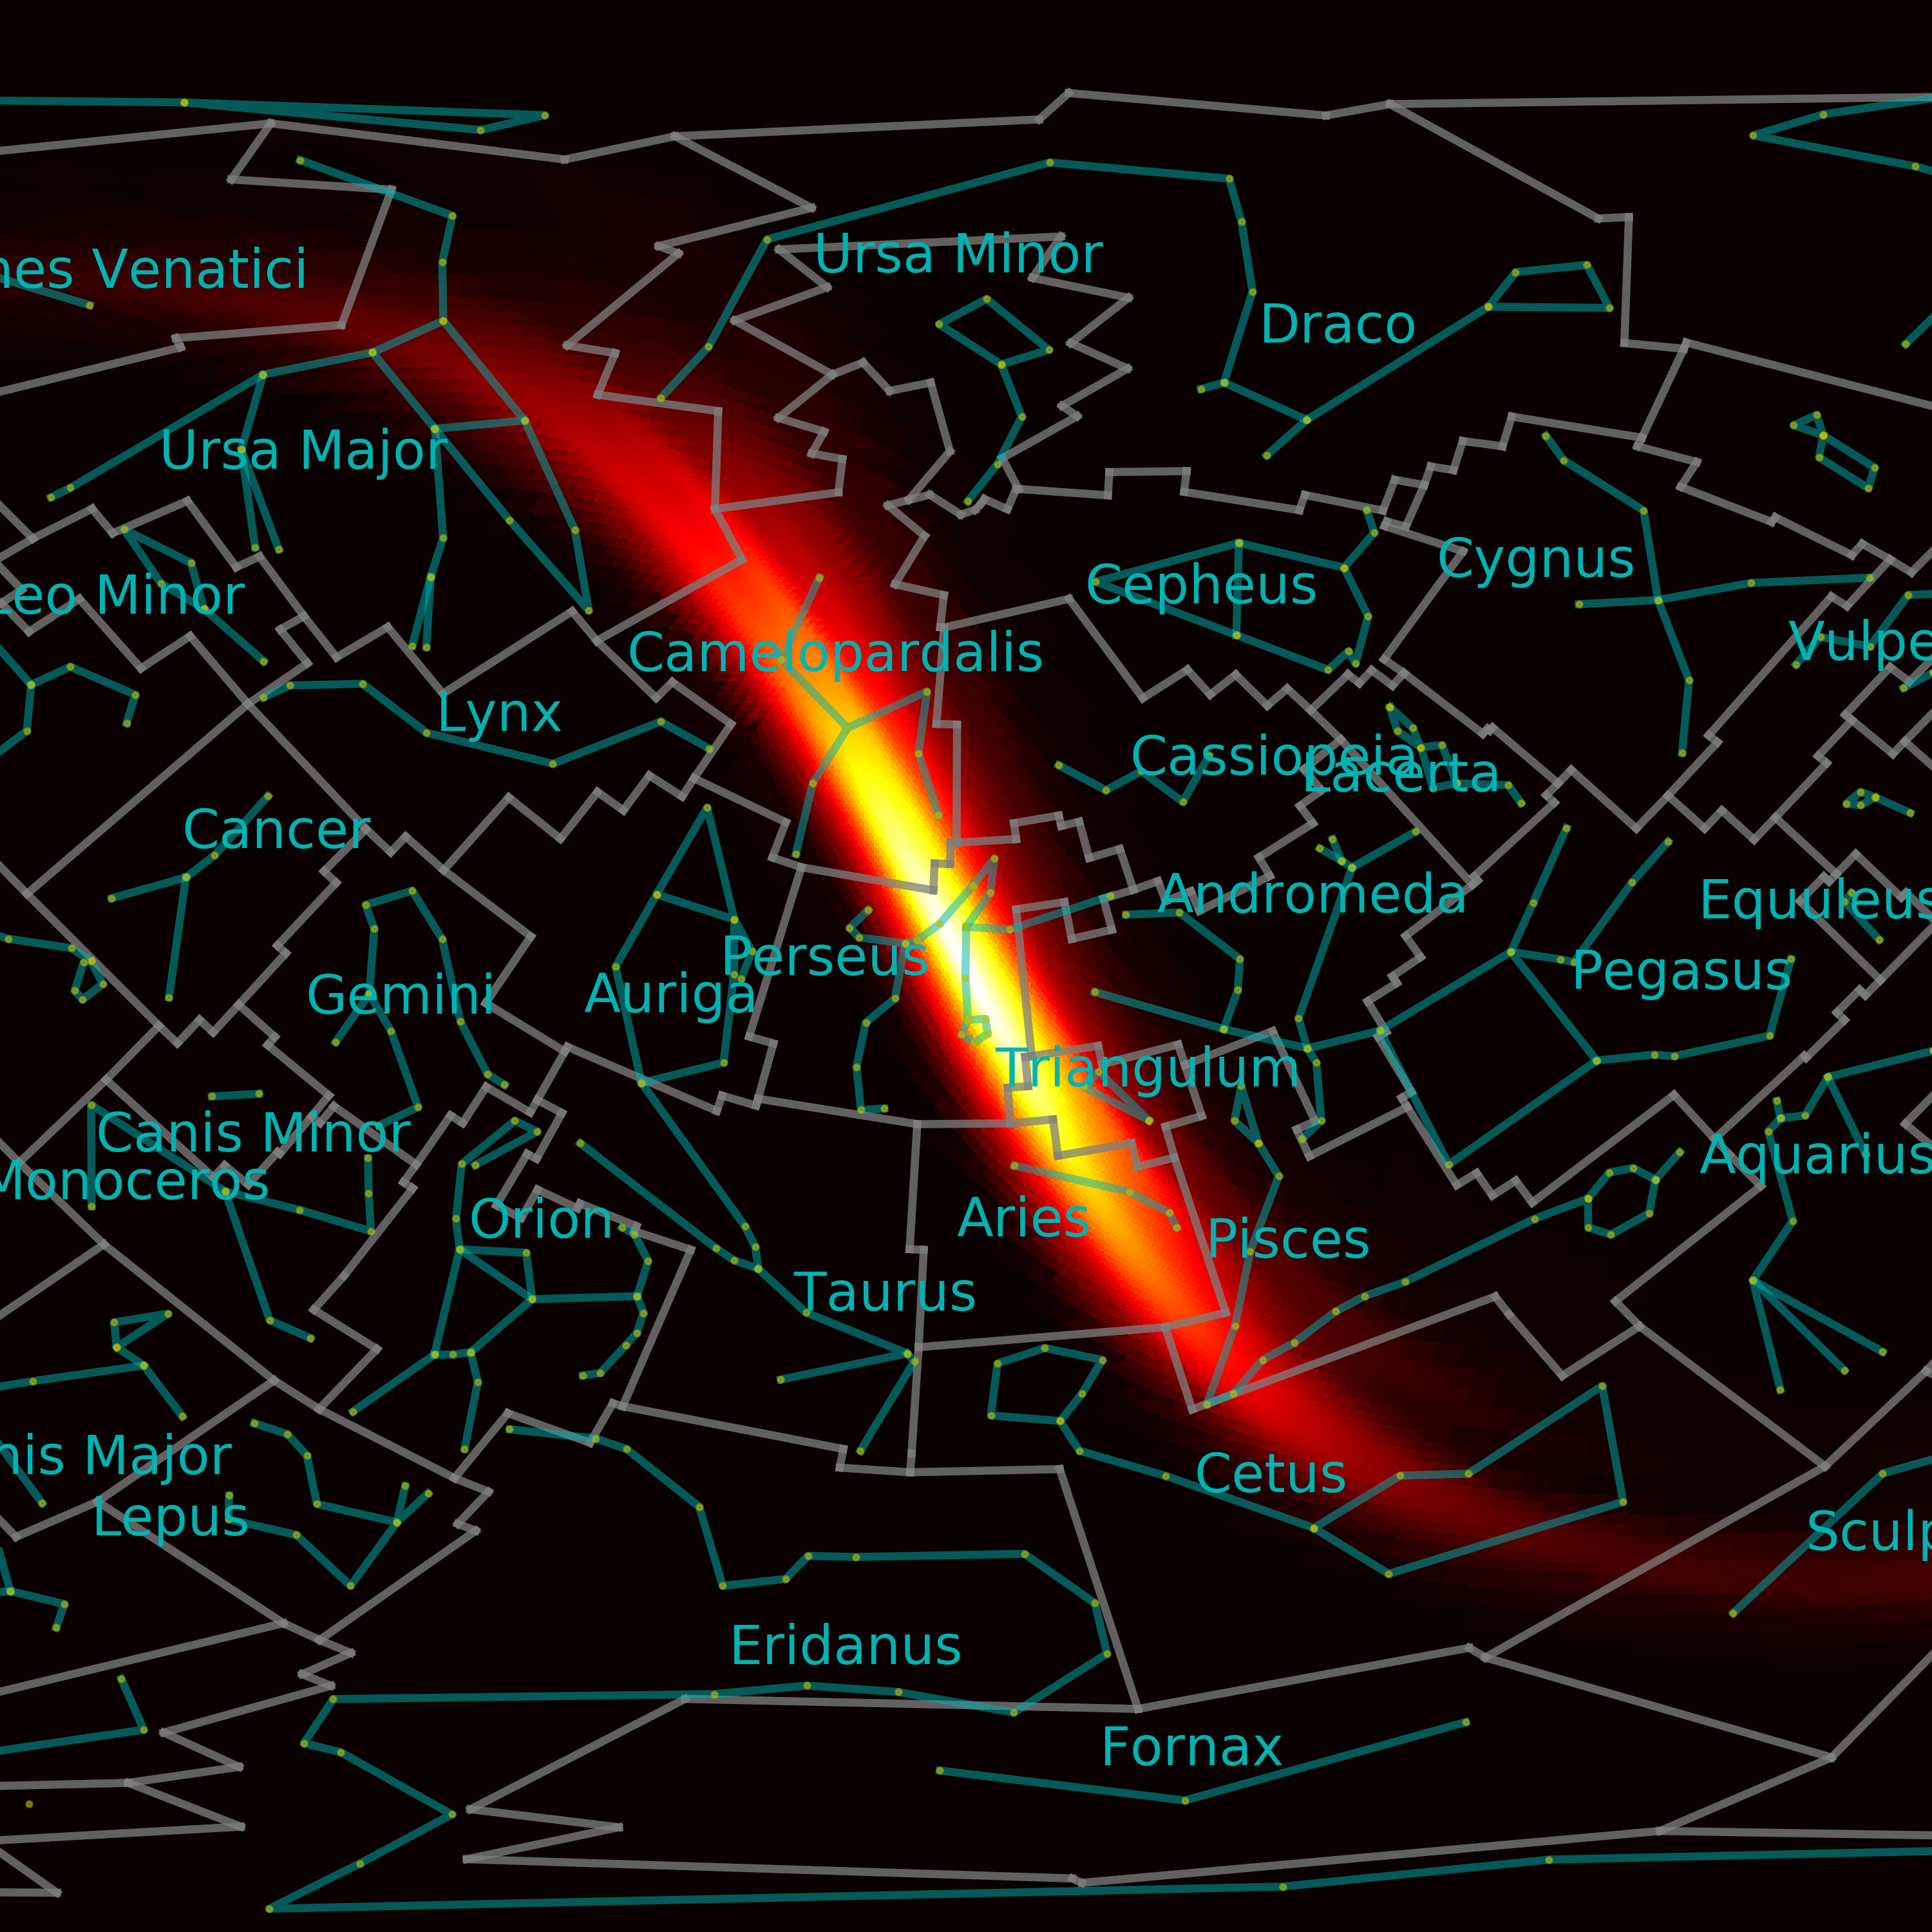 Ursa Minor
nes Venatici
Draco
Ursa Major
Cygnus
Cepheus
Leo Minor
Vulpe
Camelopardalis
Lynx
Cassiopeia
Lacerta
Cancer
Andromeda
Equuleus
Perseus
Pegasus
Gemini
Auriga
Triangulum
Canis Minor
Aquarius
Monoceros
Orion
Aries
Pisces
Taurus
nis Major
Cetus
Lepus
Sculp
Eridanus
Fornax